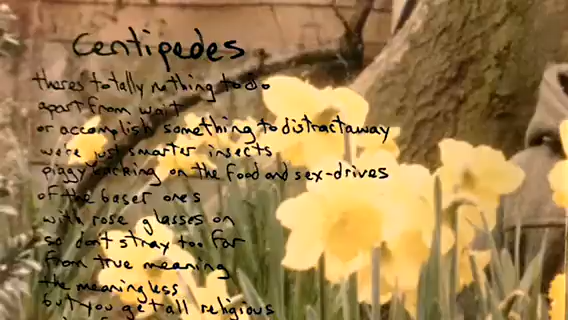 Centipedes
theres totally nothing to do
apart from wait
or accomplish something to distract away
we're just smarter insects
piggy backing on the food and sex-drives
of the baser ones
with rose glasses on
so don't stray too far
from true meaning
the meaningless
but you get all religious